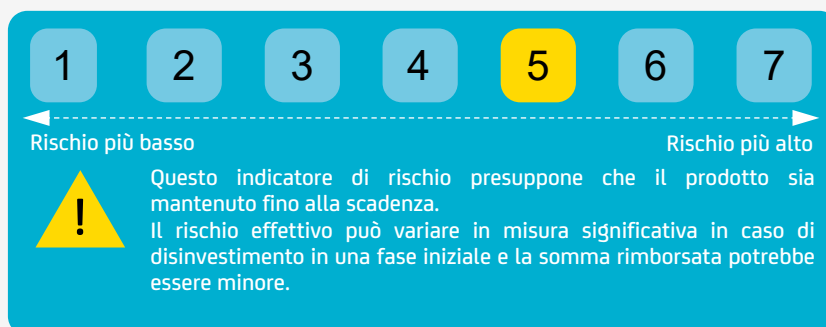 1 2 3 4 5 6 7
Rischio più basso Rischio più alto
!
Questo indicatore di rischio presuppone che il prodotto sia
mantenuto fino alla scadenza.
Il rischio effettivo può variare in misura significativa in caso di
disinvestimento in una fase iniziale e la somma rimborsata potrebbe
essere minore.